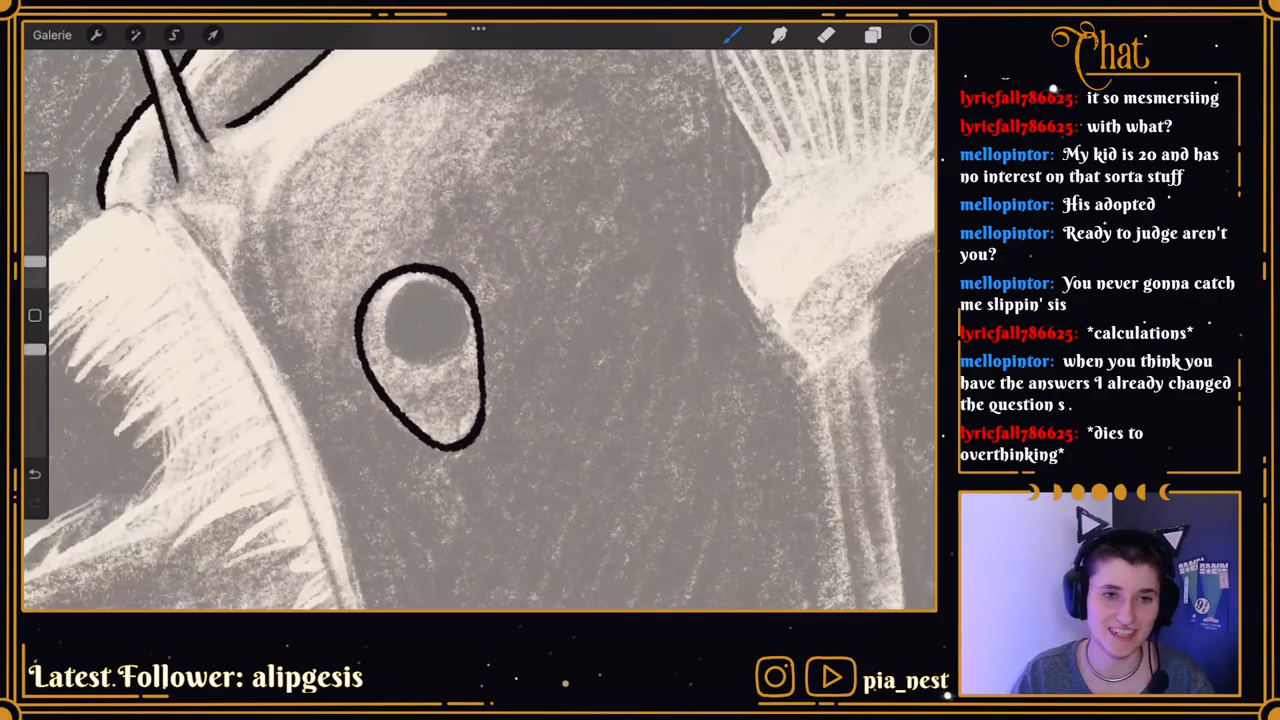 Galerie
Chat
lyricfall786625: it so mesmersiing
lyricfall786625: with what?
mellopintor: My kid is 20 and has
no interest on that sorta stuff
mellopintor: His adopted
mellopintor: Ready to judge aren't
you?
mellopintor: You never gonna catch
me slippin' sis
lyricfall786625: *calculations*
mellopintor: when you think you
have the answers I already changed
the question s .
lyricfall786625: *dies to
overthinking*
Latest Follower: alipgesis
pia_nest